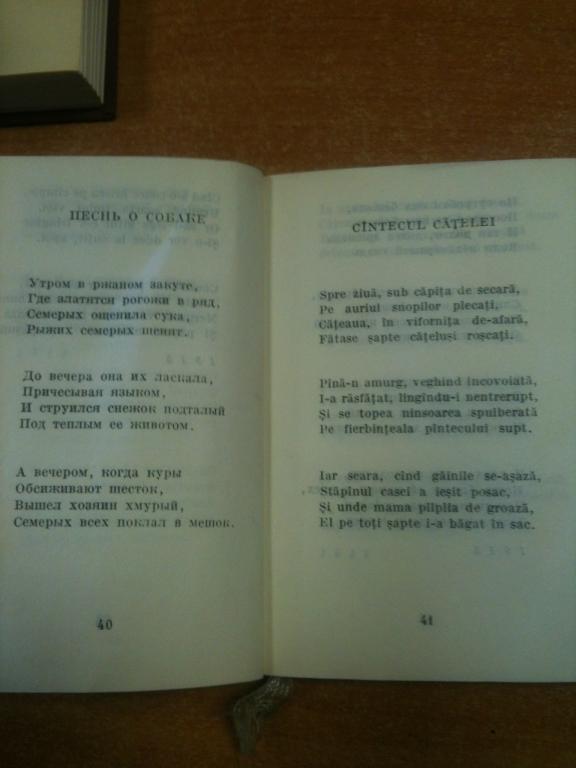 ПЕСНЬ О СОБАКЕ
Утром в ржаном закуте,
Где златятся рогожи в ряд,
Семерых ощенила сука,
Рыжих семерых щенят.
До вечера она их ласкала,
Причесывая языком,
И струился снежок подталый
Под теплым ее животом.
А вечером, когда куры
Обсиживают шесток,
Вышел хозяин хмурый,
Семерых всех поклал в мешок.
40
CÎNTECUL CĂȚELEI
Spre ziuă, sub căpița de secară,
Pe auriul snopilor plecați,
Cățeaua, în vifornița de-afară,
Fătase șapte cățeluși roșcați.
Pînă-n amurg, veghind încovoiată,
I-a răsfățat, lingîndu-i nentrerupt,
Și se topea ninsoarea spulberată
Pe fierbințeala pîntecului supt.
Iar seara, cînd găinile se-așază,
Stăpînul casei a ieșit posac,
Și unde mama pîlpîia de groază,
El pe toți șapte i-a băgat în sac.
41